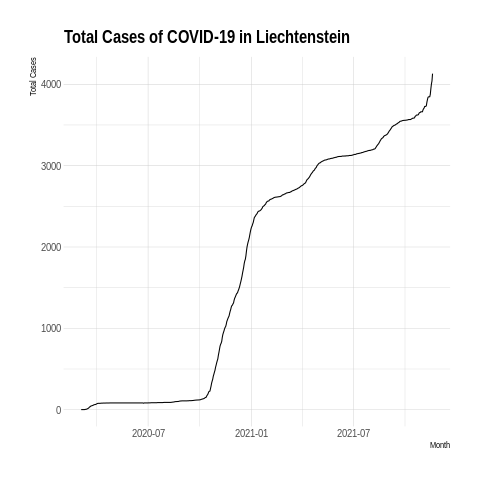 Total Cases of COVID-19 in Liechtenstein
Total Cases
4000
3000
2000
1000
0
2020-07 2021-01 2021-07
Month